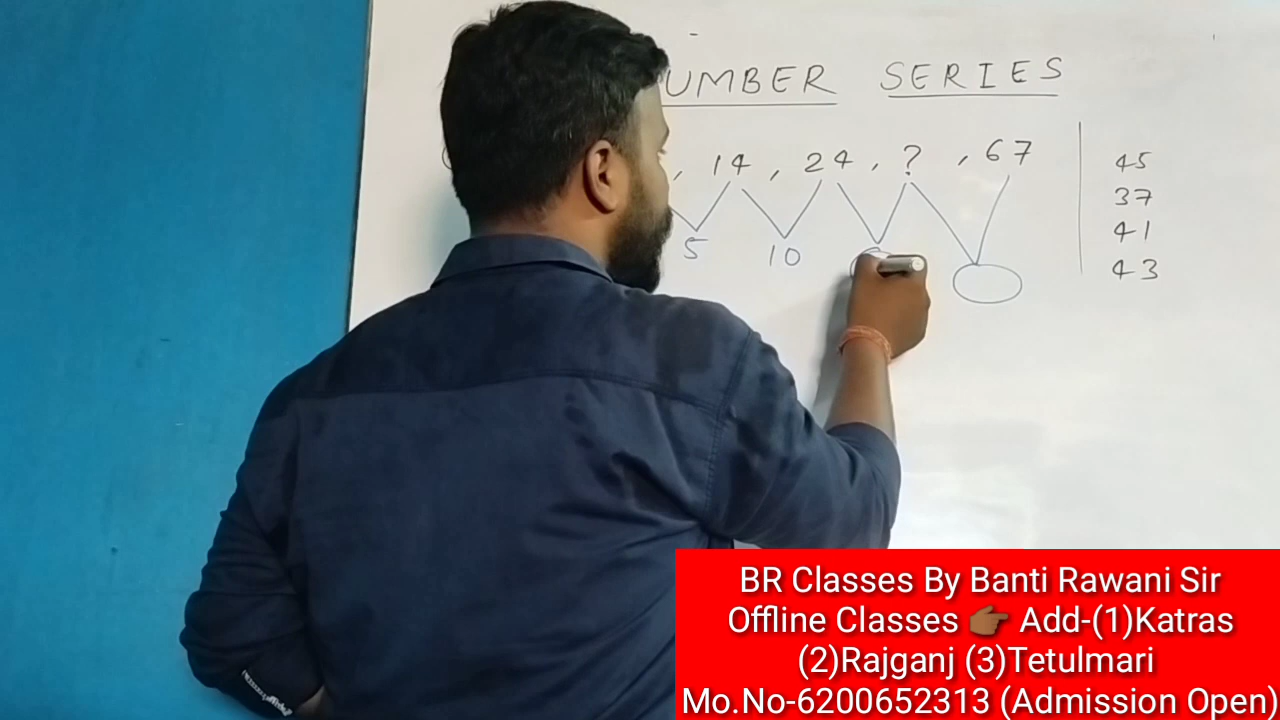 UMBER SERIES
, 14 , 24 , ? , 67
5 10
45
37
41
43
BR Classes By Banti Rawani Sir
Offline Classes 👉🏾 Add-(1)Katras
(2)Rajganj (3)Tetulmari
Mo.No-6200652313 (Admission Open)